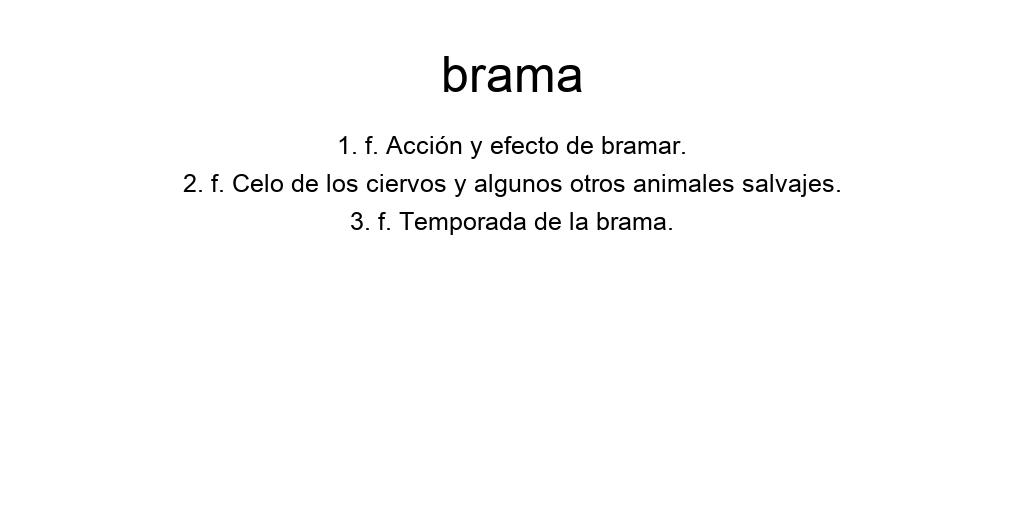 brama
1. f. Acción y efecto de bramar.
2. f. Celo de los ciervos y algunos otros animales salvajes.
3. f. Temporada de la brama.